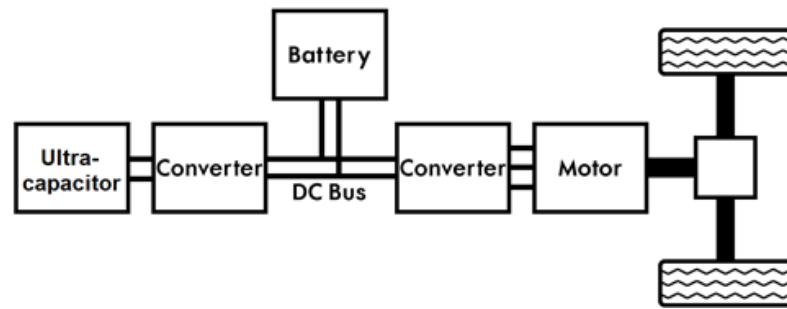 Battery
Ultra-
capacitor
Converter
DC Bus
Converter
Motor